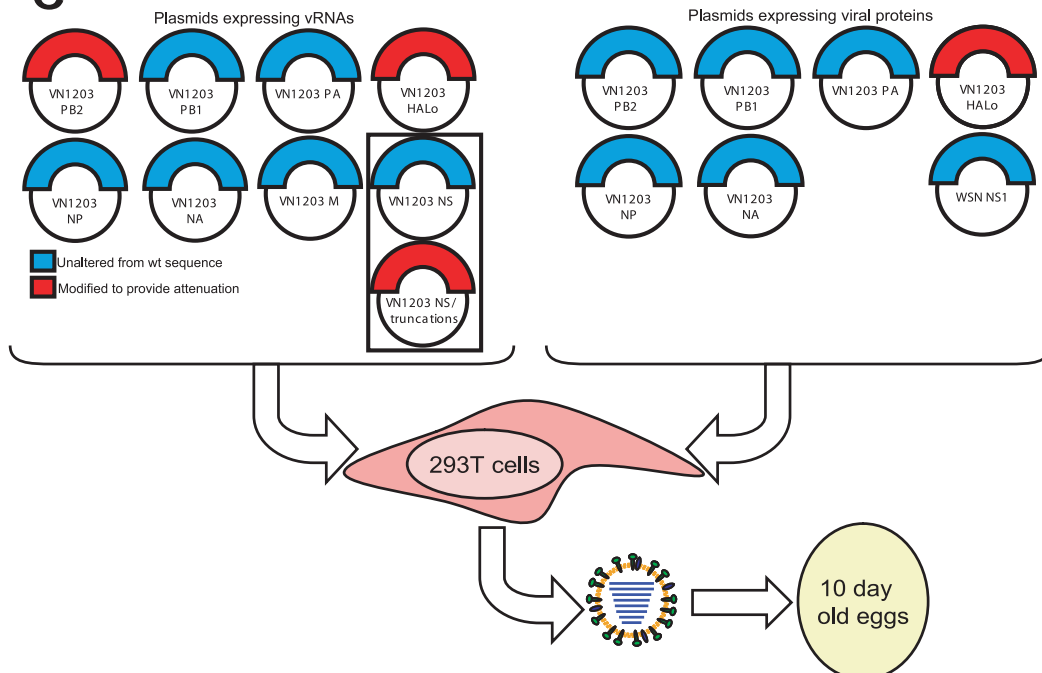 Plasmids expressing vRNAs
VN1203
PB2
VN1203
PB1
VN1203 PA
VN1203
HALo
VN1203
NP
VN1203
NA
VN1203 M
VN1203 NS
VN1203 NS/
truncations
Unaltered from wt sequence
Modified to provide attenuation
Plasmids expressing viral proteins
VN1203
PB2
VN1203
PB1
VN1203 PA
VN1203
HALo
VN1203
NP
VN1203
NA
WSN NS1
293T cells
10 day
old eggs